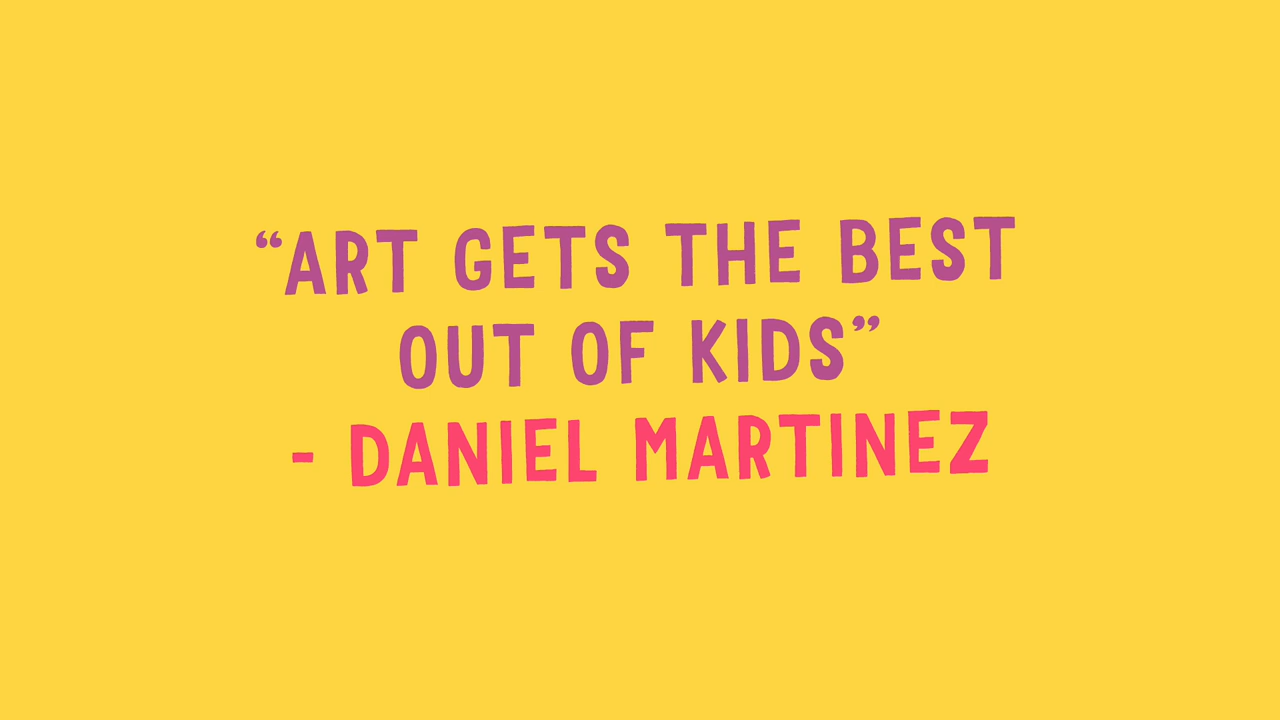 “ART GETS THE BEST
OUT OF KIDS”
- DANIEL MARTINEZ